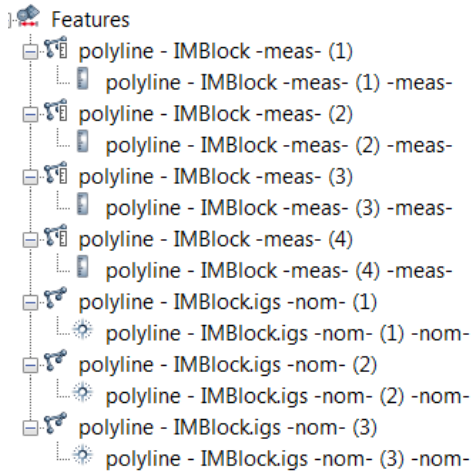 Features
polyline - IMBlock -meas- (1)
polyline - IMBlock -meas- (1) -meas-
polyline - IMBlock -meas- (2)
polyline - IMBlock -meas- (2) -meas-
polyline - IMBlock -meas- (3)
polyline - IMBlock -meas- (3) -meas-
polyline - IMBlock -meas- (4)
polyline - IMBlock -meas- (4) -meas-
polyline - IMBlock.igs -nom- (1)
polyline - IMBlock.igs -nom- (1) -nom-
polyline - IMBlock.igs -nom- (2)
polyline - IMBlock.igs -nom- (2) -nom-
polyline - IMBlock.igs -nom- (3)
polyline - IMBlock.igs -nom- (3) -nom-